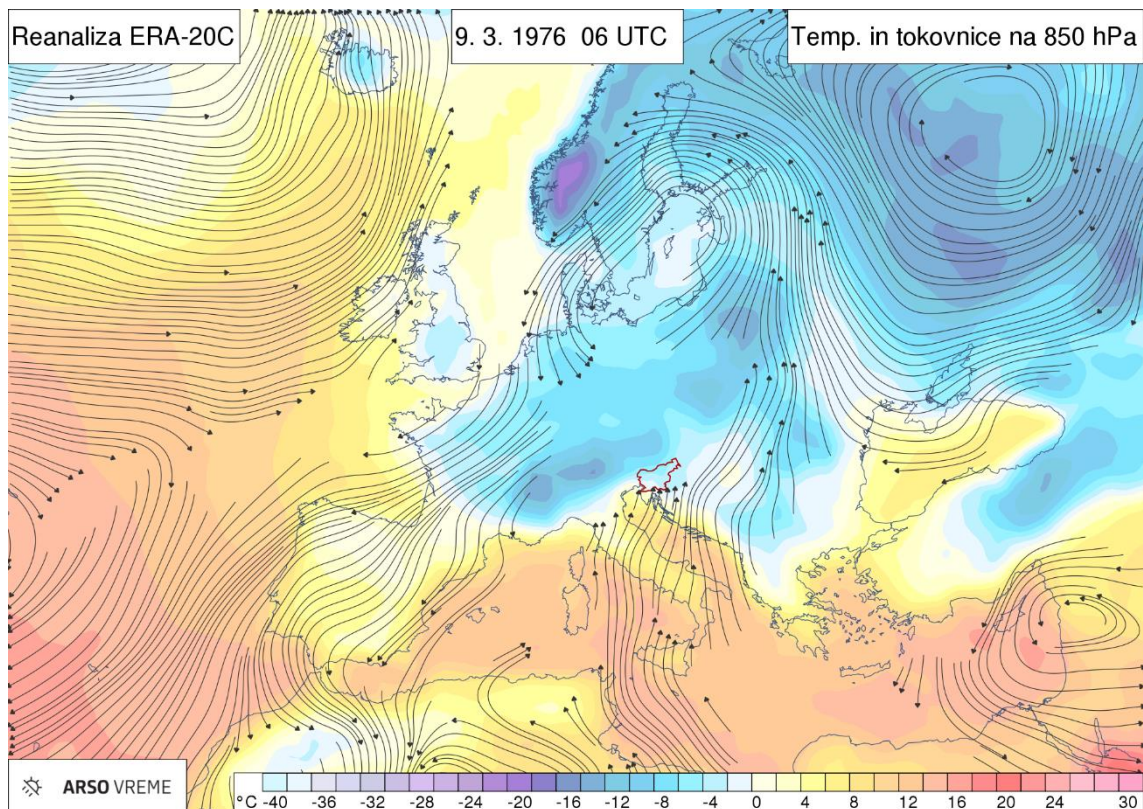 Reanaliza ERA-20C
9. 3. 1976 06 UTC
Temp. in tokovnice na 850 hPa
ARSO VREME
°C -40 -36 -32 -28 -24 -20 -16 -12 -8 -4 0 4 8 12 16 20 24 30